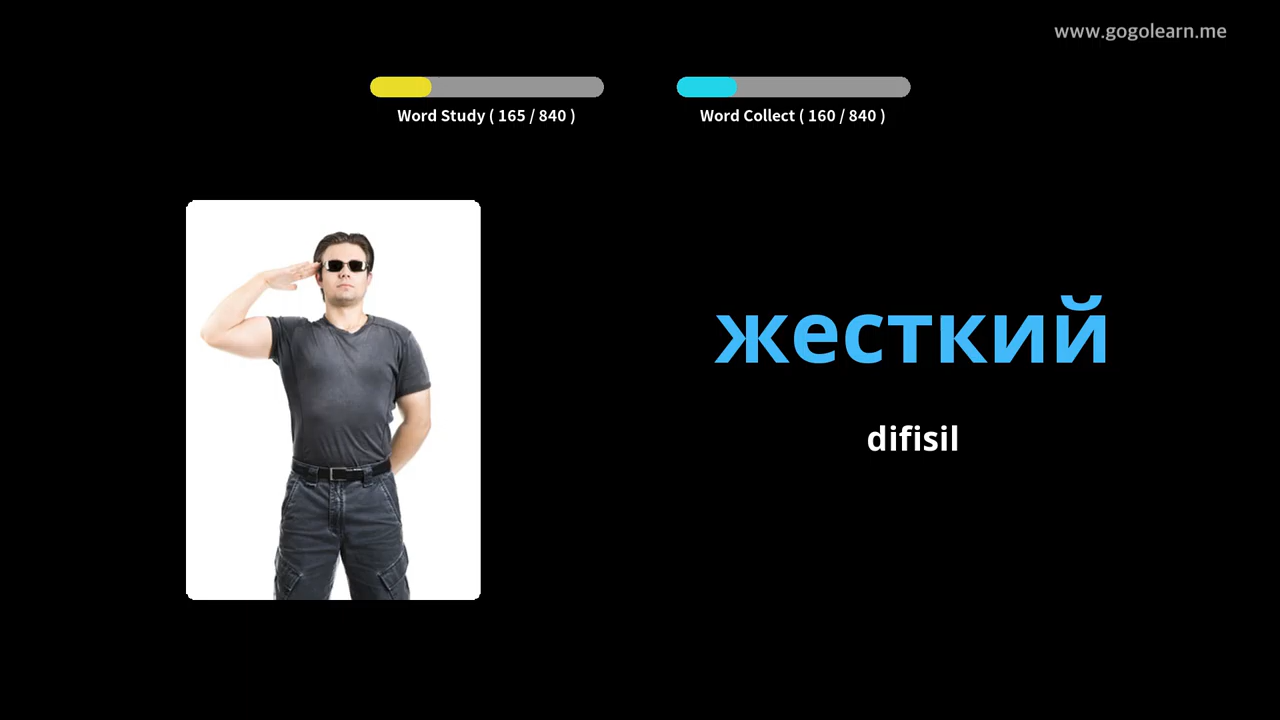 www.gogolearn.me
Word Study ( 165 / 840 )
Word Collect ( 160 / 840 )
жесткий
difisil